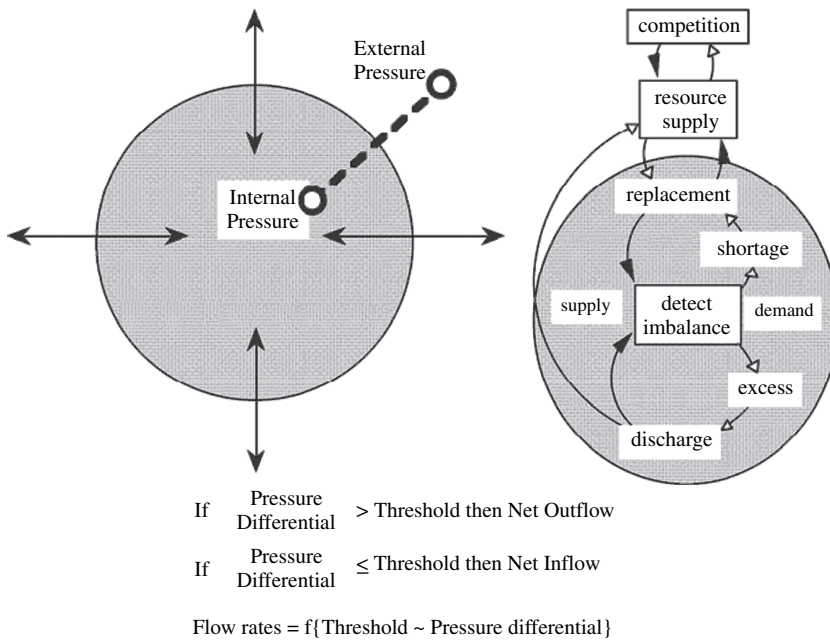 External
Pressure
Internal
Pressure
competition
resource
supply
replacement
shortage
supply
detect
imbalance
demand
excess
discharge
If Pressure Differential > Threshold then Net Outflow
If Pressure Differential ≤ Threshold then Net Inflow
Flow rates = f{Threshold ~ Pressure differential}